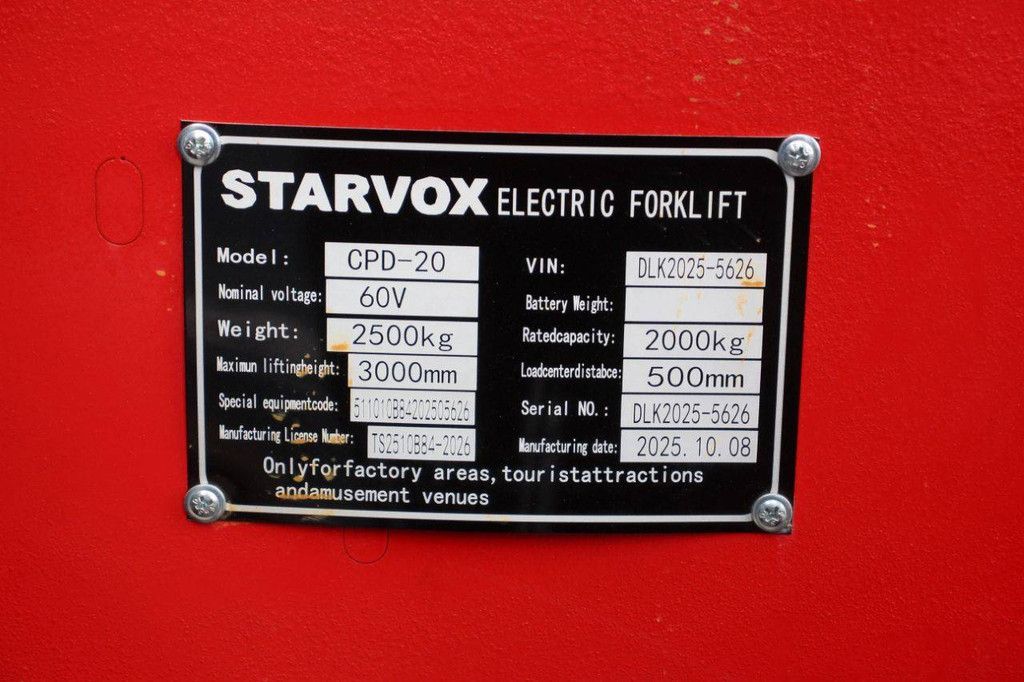 STARVOX ELECTRIC FORKLIFT
Model: CPD-20 VIN: DLK2025-5626
Nominal voltage: 60V Battery Weight:
Weight: 2500kg Ratedcapacity: 2000kg
Maximun liftingheight: 3000mm Loadcenterdistabce: 500mm
Special equipmentcode: 511010B84202505626 Serial NO.: DLK2025-5626
Manufacturing License Number: TS2510B84-2026 Manufacturing date: 2025.10.08
Onlyforfactory areas,touristattractions
andamusement venues